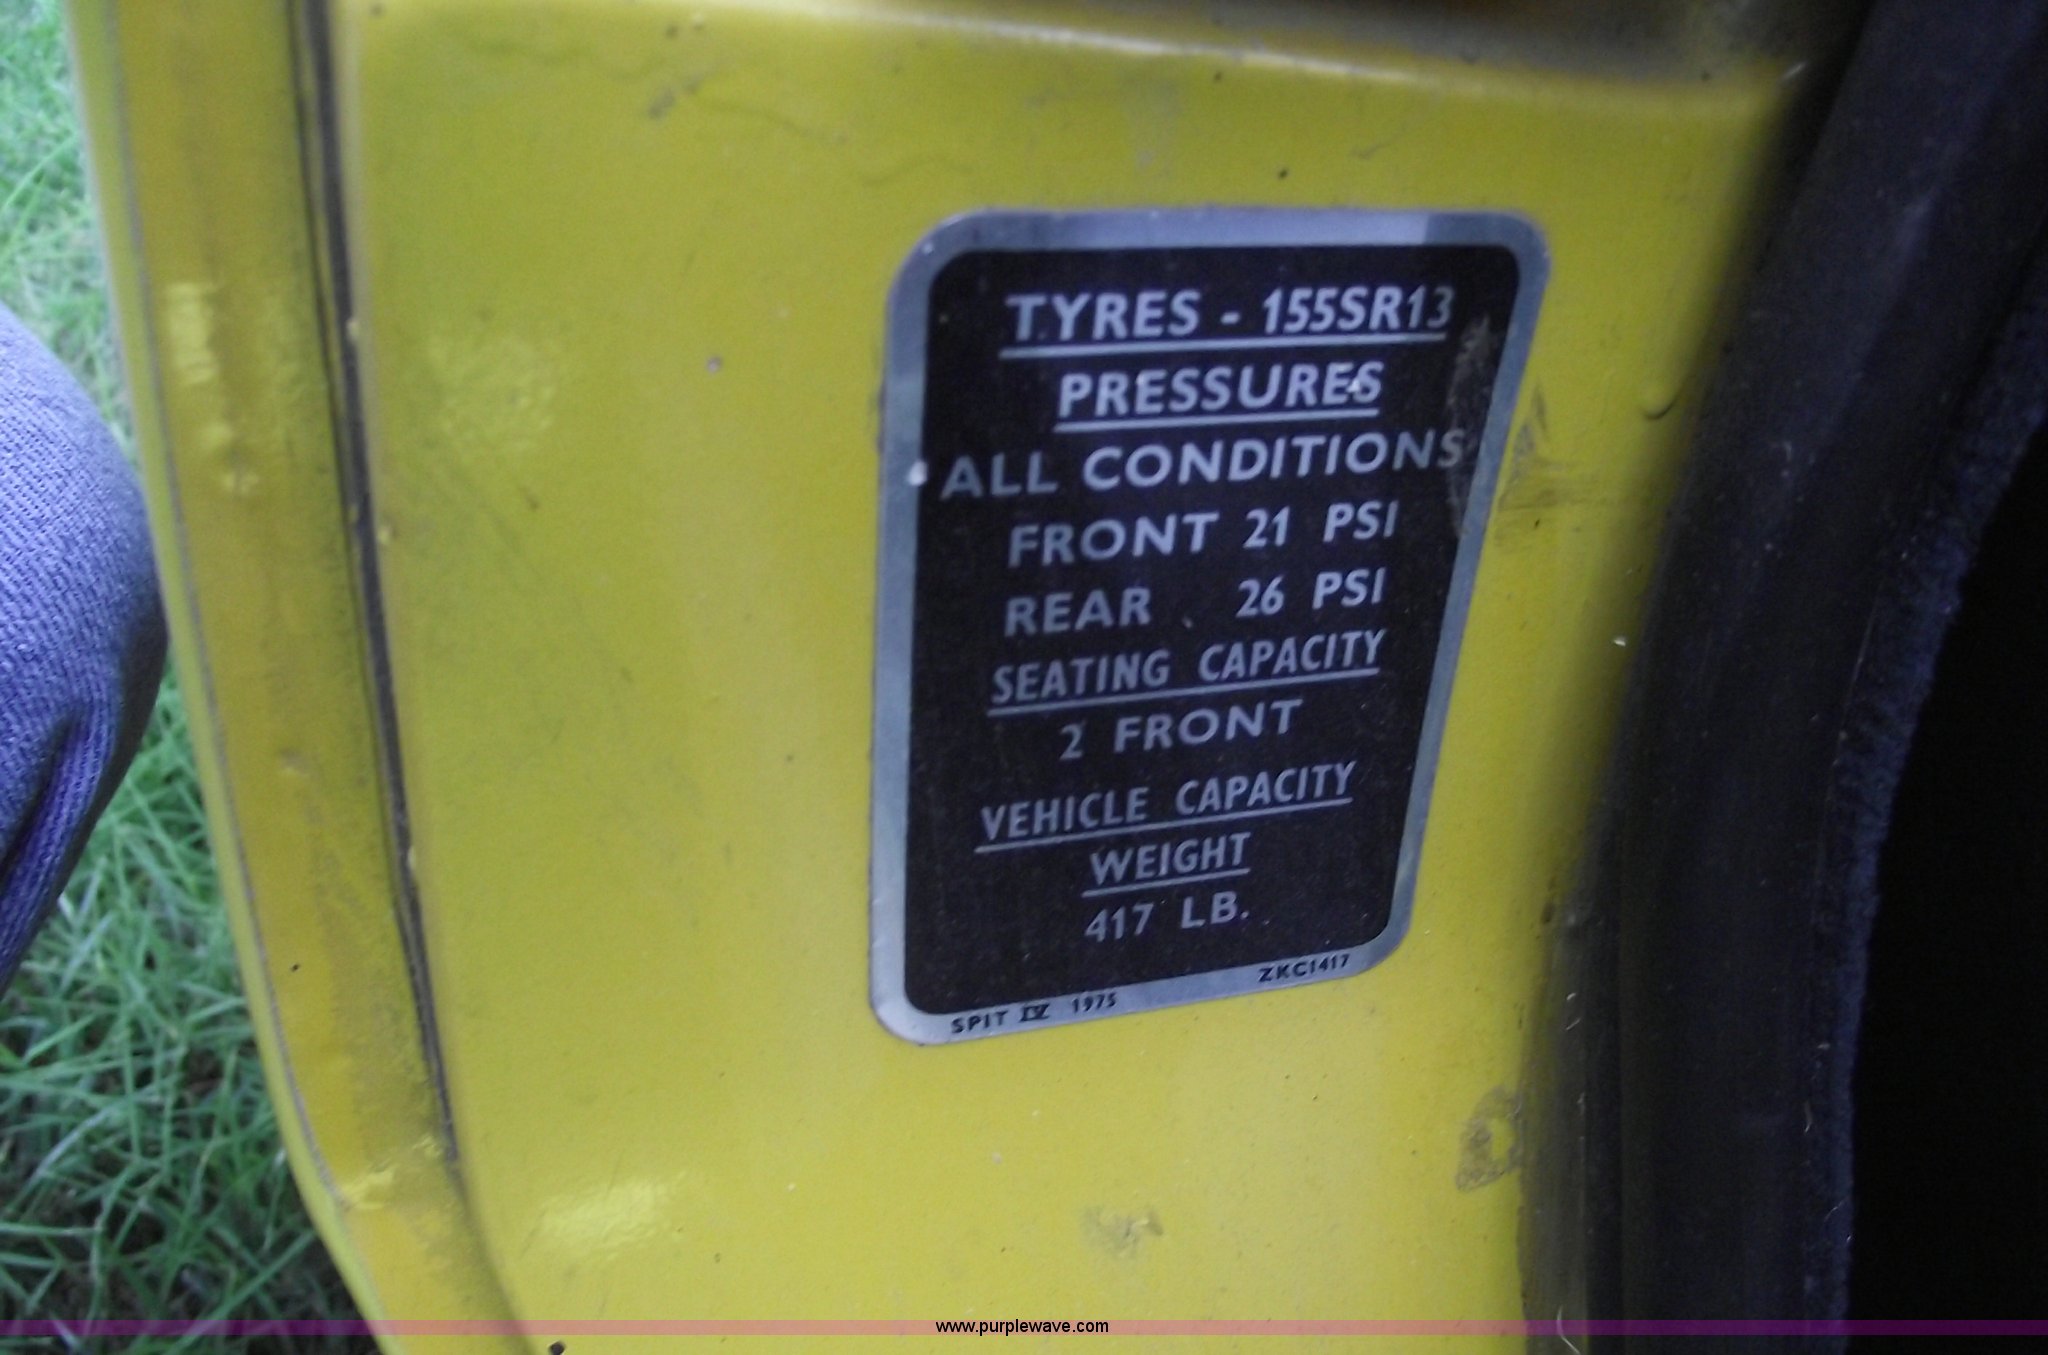 TYRES - 155SR13
PRESSURES
ALL CONDITIONS
FRONT 21 PSI
REAR 26 PSI
SEATING CAPACITY
2 FRONT
VEHICLE CAPACITY
WEIGHT
417 LB.
SPIT IV 1975 ZKC1417
www.purplewave.com